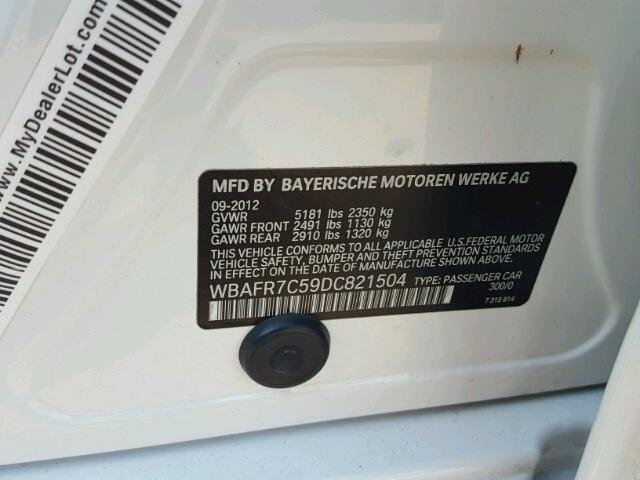 www.MyDealerLot.com
MFD BY BAYERISCHE MOTOREN WERKE AG
09-2012
GVWR 5181 lbs 2350 kg
GAWR FRONT 2491 lbs 1130 kg
GAWR REAR 2910 lbs 1320 kg
THIS VEHICLE CONFORMS TO ALL APPLICABLE U.S.FEDERAL MOTOR
VEHICLE SAFETY, BUMPER, AND THEFT PREVENTION STANDARDS
IN EFFECT ON THE DATE OF MANUFACTURE SHOWN ABOVE.
WBAFR7C59DC821504 TYPE: PASSENGER CAR
300/0
7 315 814